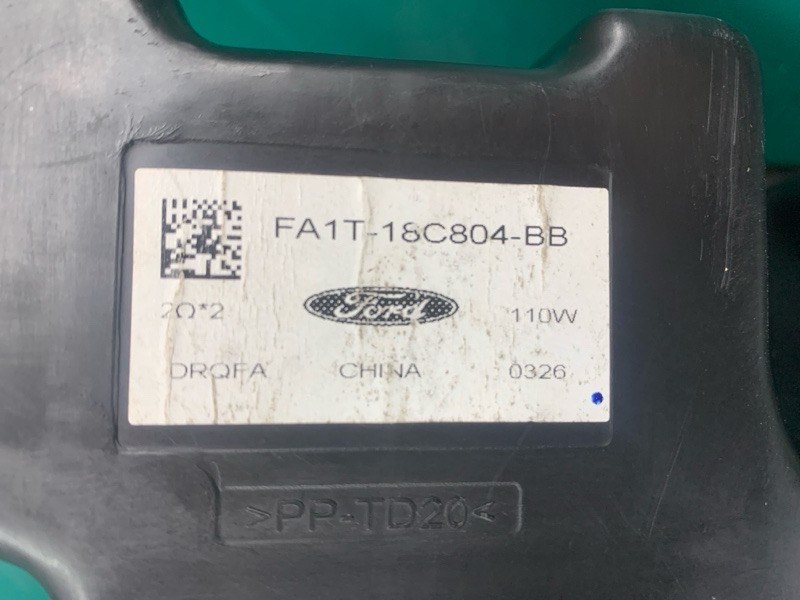 FA1T-18C804-BB
2Ω*2 Ford 110W
DRQFA CHINA 0326
>PP-TD20<